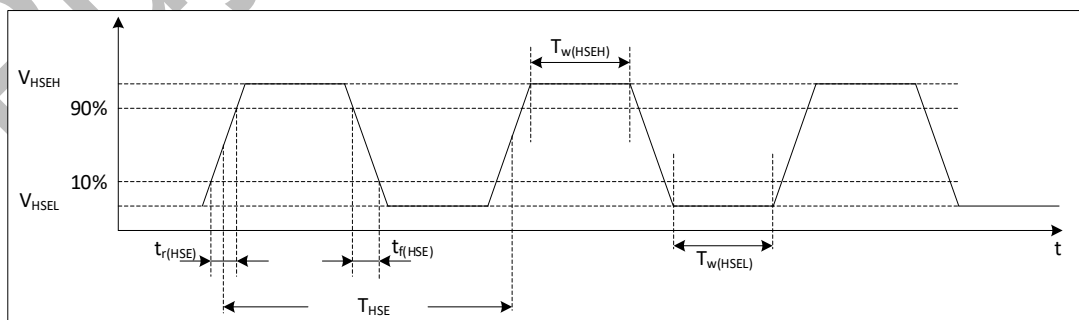 T_w(HSEH)
V_HSEH
90%
10%
V_HSEL
t_r(HSE)
t_f(HSE)
T_w(HSEL)
t
T_HSE